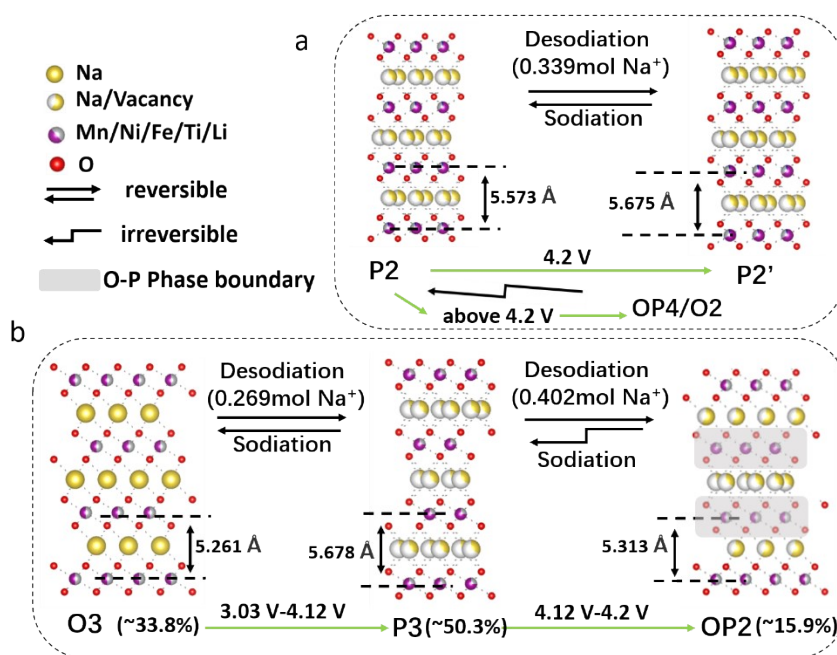 a
Na
Na/Vacancy
Mn/Ni/Fe/Ti/Li
O
reversible
irreversible
O-P Phase boundary
Desodiation
(0.339mol Na⁺)
Sodiation
5.573 Å
5.675 Å
P2
4.2 V
P2’
above 4.2 V
OP4/O2
b
Desodiation
(0.269mol Na⁺)
Sodiation
Desodiation
(0.402mol Na⁺)
Sodiation
5.261 Å
5.678 Å
5.313 Å
O3 (~33.8%)
3.03 V-4.12 V
P3(~50.3%)
4.12 V-4.2 V
OP2(~15.9%)